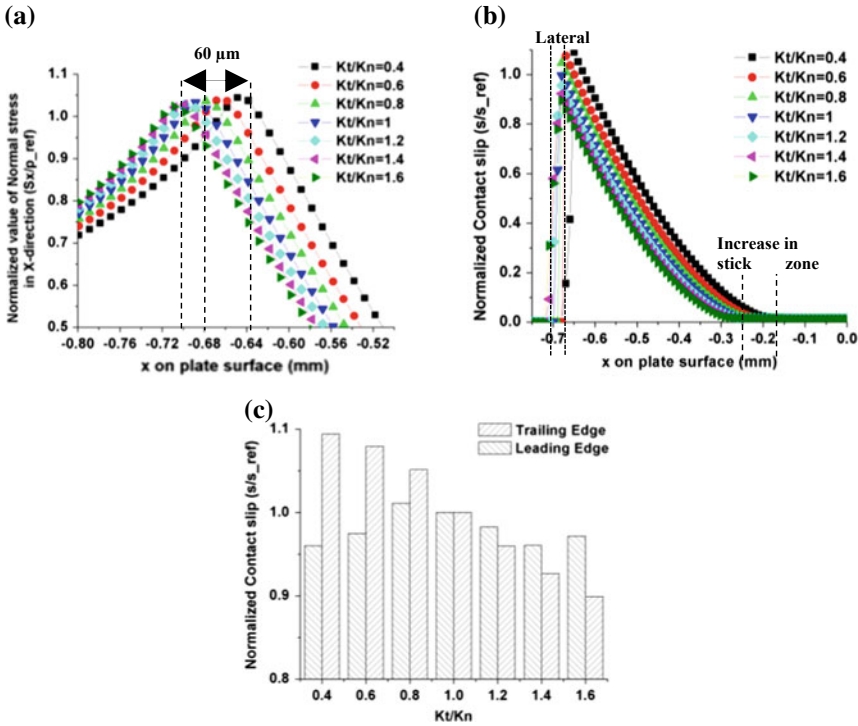 (a)
60 µm
Kt/Kn=0.4
Kt/Kn=0.6
Kt/Kn=0.8
Kt/Kn=1
Kt/Kn=1.2
Kt/Kn=1.4
Kt/Kn=1.6
Normalized value of Normal stress
in X-direction (Sx/p_ref)
1.1
1.0
0.9
0.8
0.7
0.6
0.5
-0.80 -0.76 -0.72 -0.68 -0.64 -0.60 -0.56 -0.52
x on plate surface (mm)
(b)
Lateral
Kt/Kn=0.4
Kt/Kn=0.6
Kt/Kn=0.8
Kt/Kn=1
Kt/Kn=1.2
Kt/Kn=1.4
Kt/Kn=1.6
Increase in
stick zone
Normalized Contact slip (s/s_ref)
1.0
0.8
0.6
0.4
0.2
0.0
-0.7 -0.6 -0.5 -0.4 -0.3 -0.2 -0.1 0.0
x on plate surface (mm)
(c)
Trailing Edge
Leading Edge
Normalized Contact slip (s/s_ref)
1.1
1.0
0.9
0.8
0.4 0.6 0.8 1.0 1.2 1.4 1.6
Kt/Kn